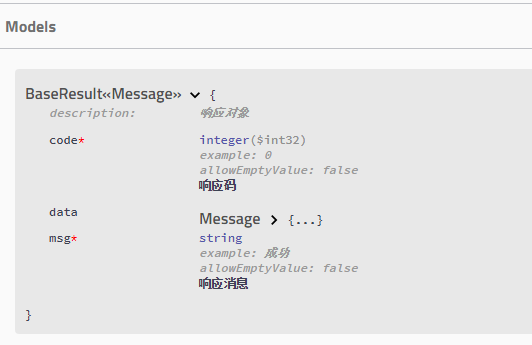 Models
BaseResult«Message» {
description: 响应对象
code* integer($int32)
example: 0
allowEmptyValue: false
响应码
data Message {...}
msg* string
example: 成功
allowEmptyValue: false
响应消息
}